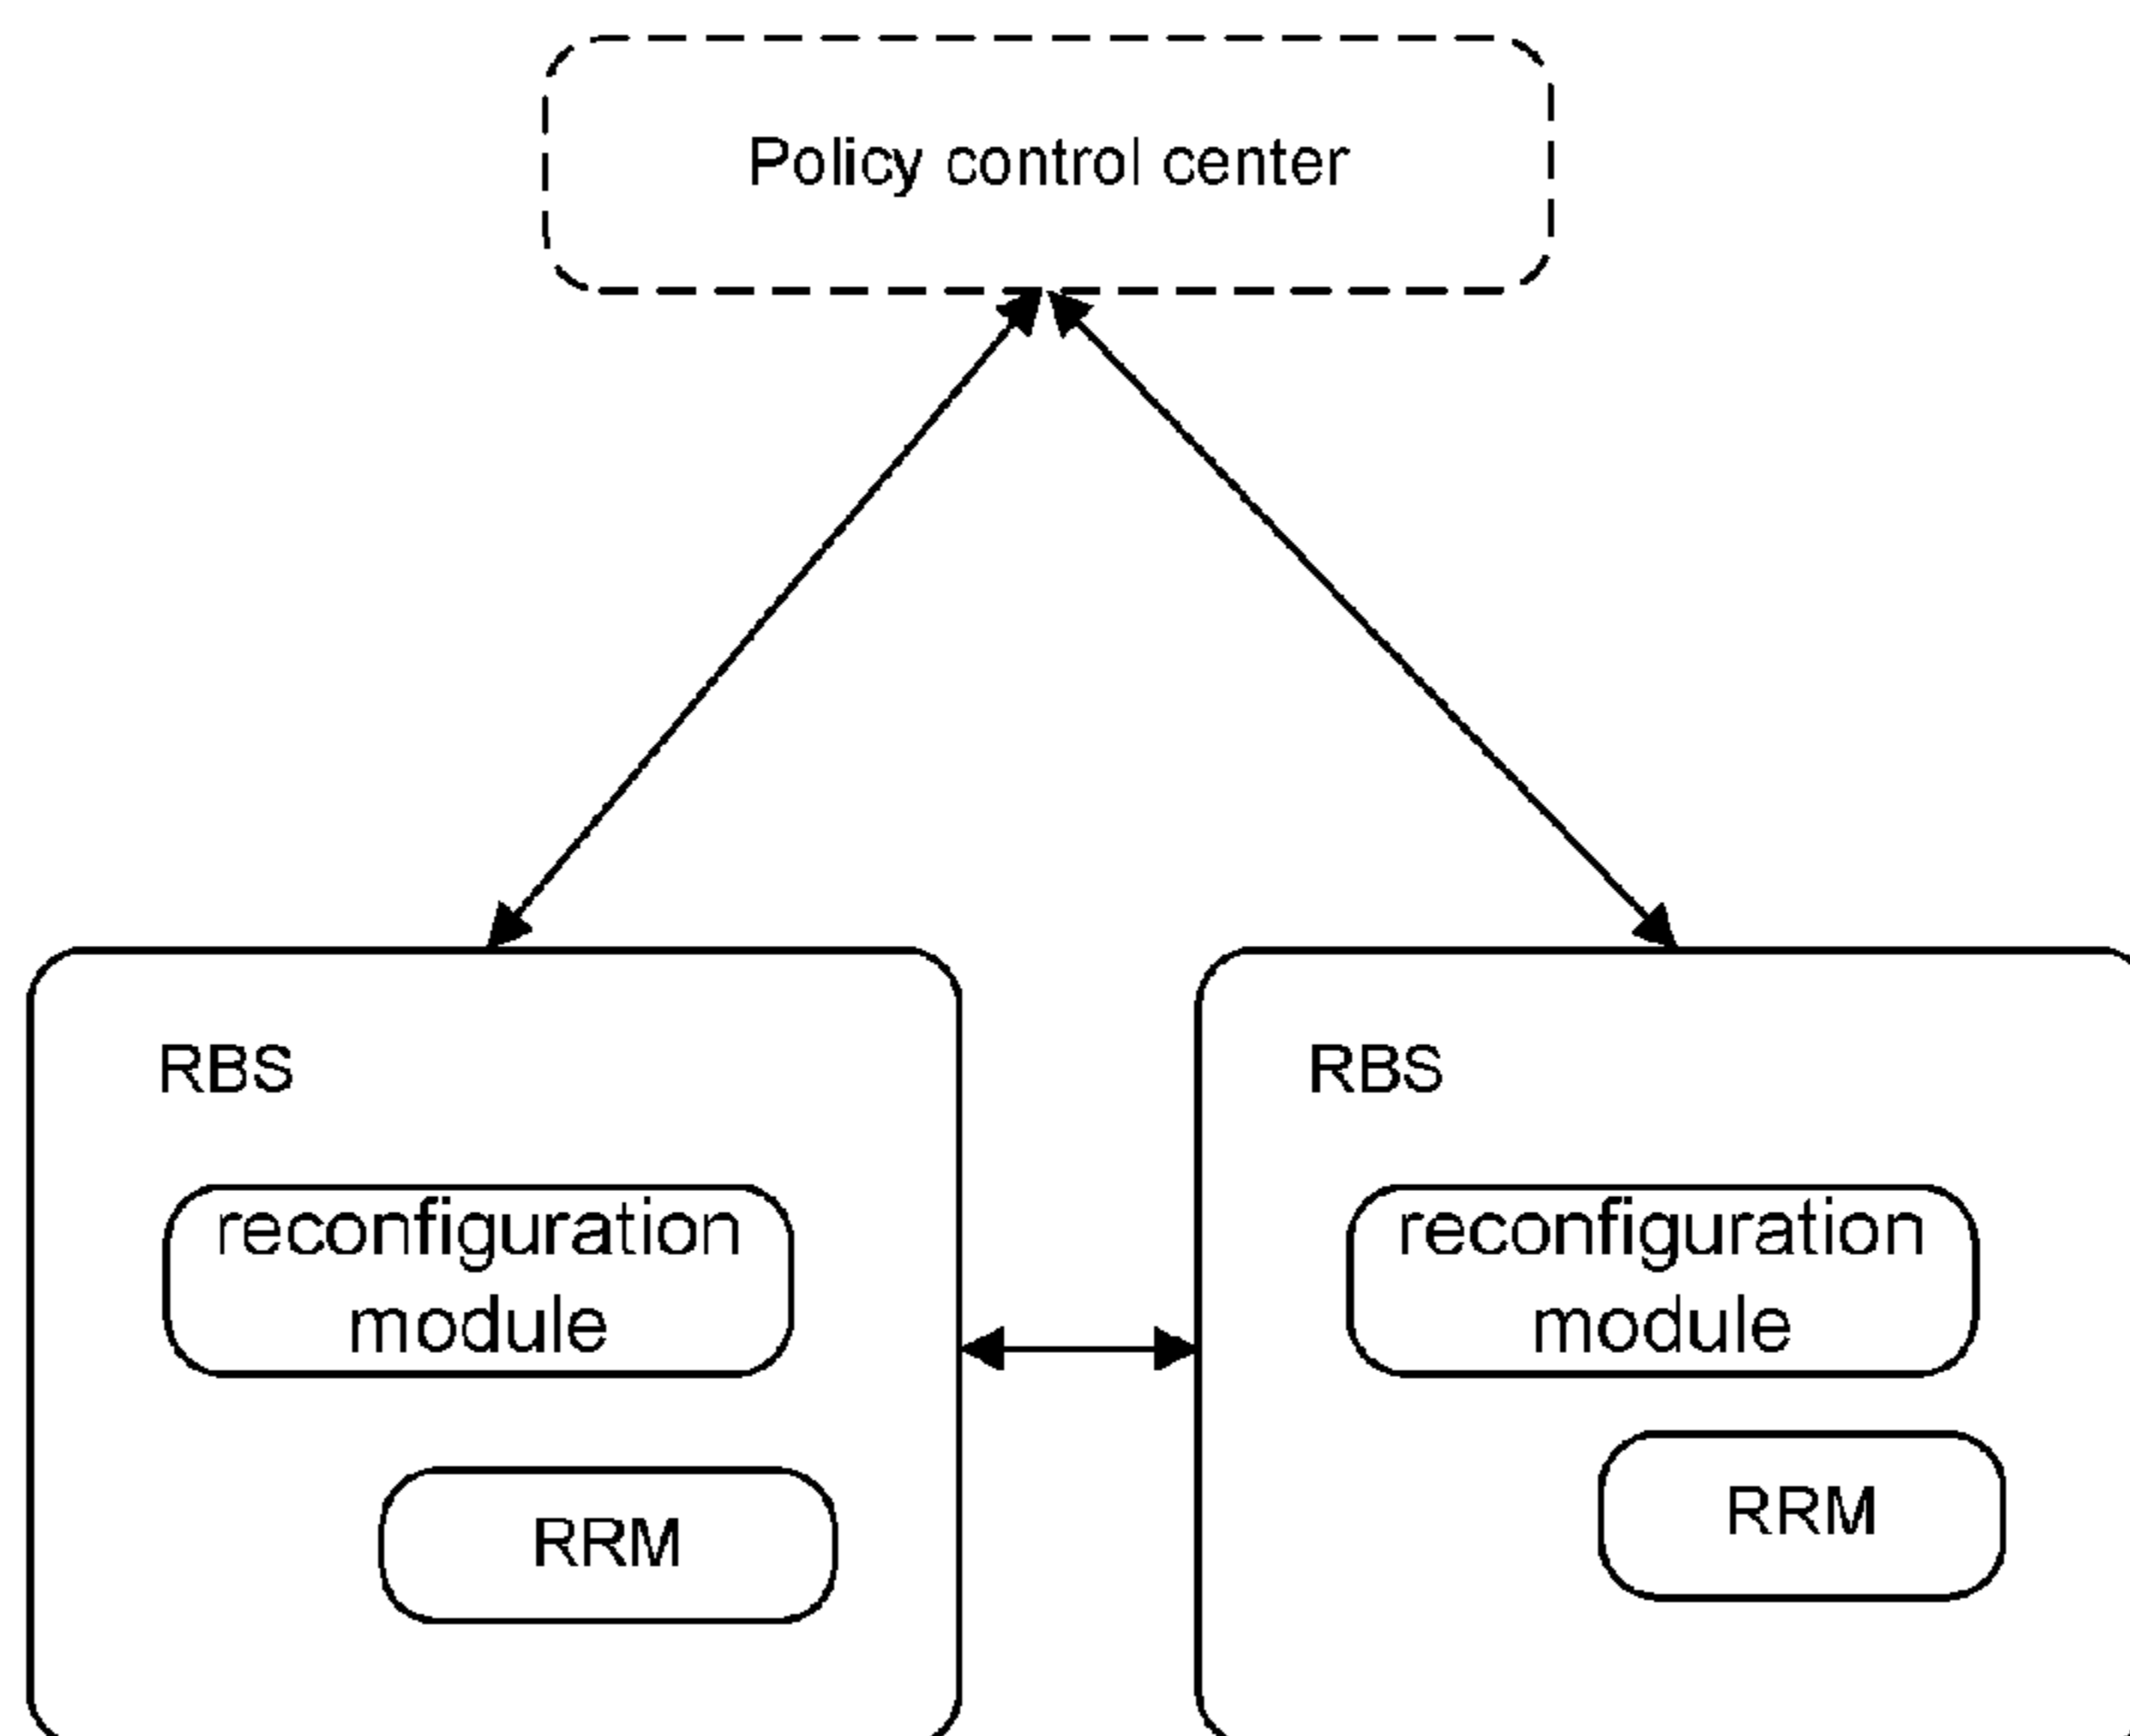 Policy control center
RBS
reconfiguration
module
RRM
RBS
reconfiguration
module
RRM